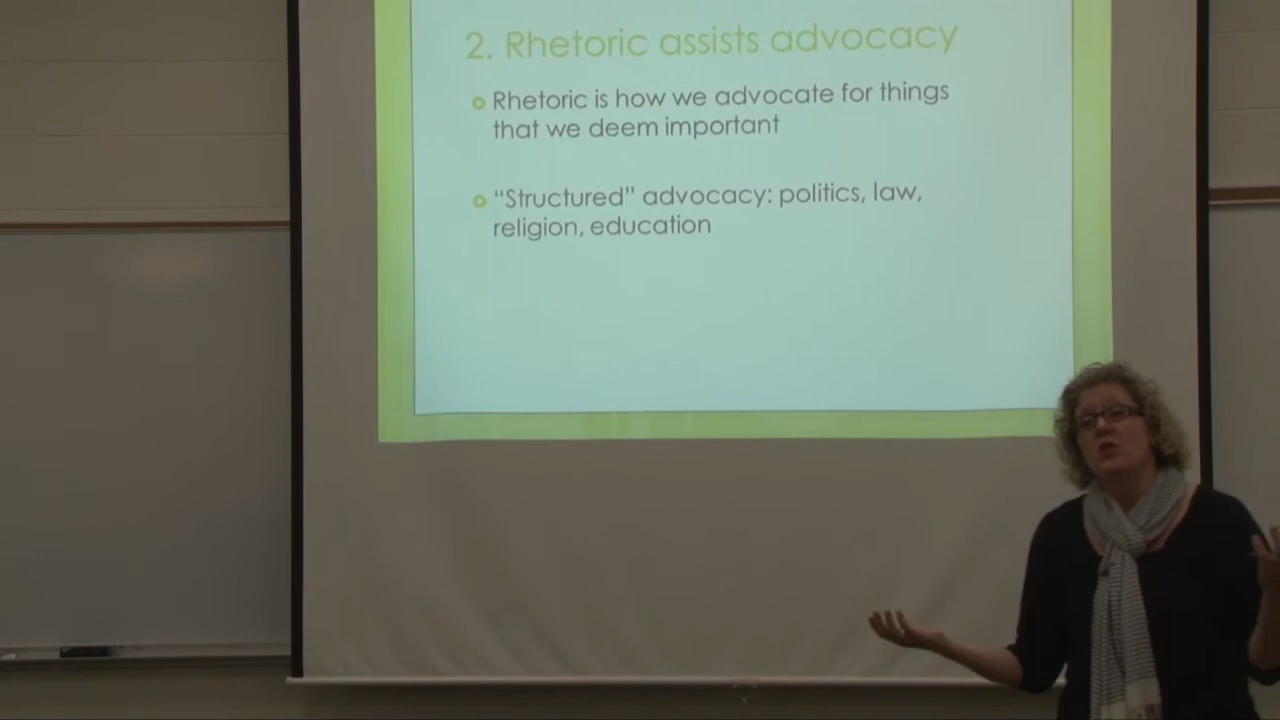 2. Rhetoric assists advocacy
Rhetoric is how we advocate for things
that we deem important
“Structured” advocacy: politics, law,
religion, education